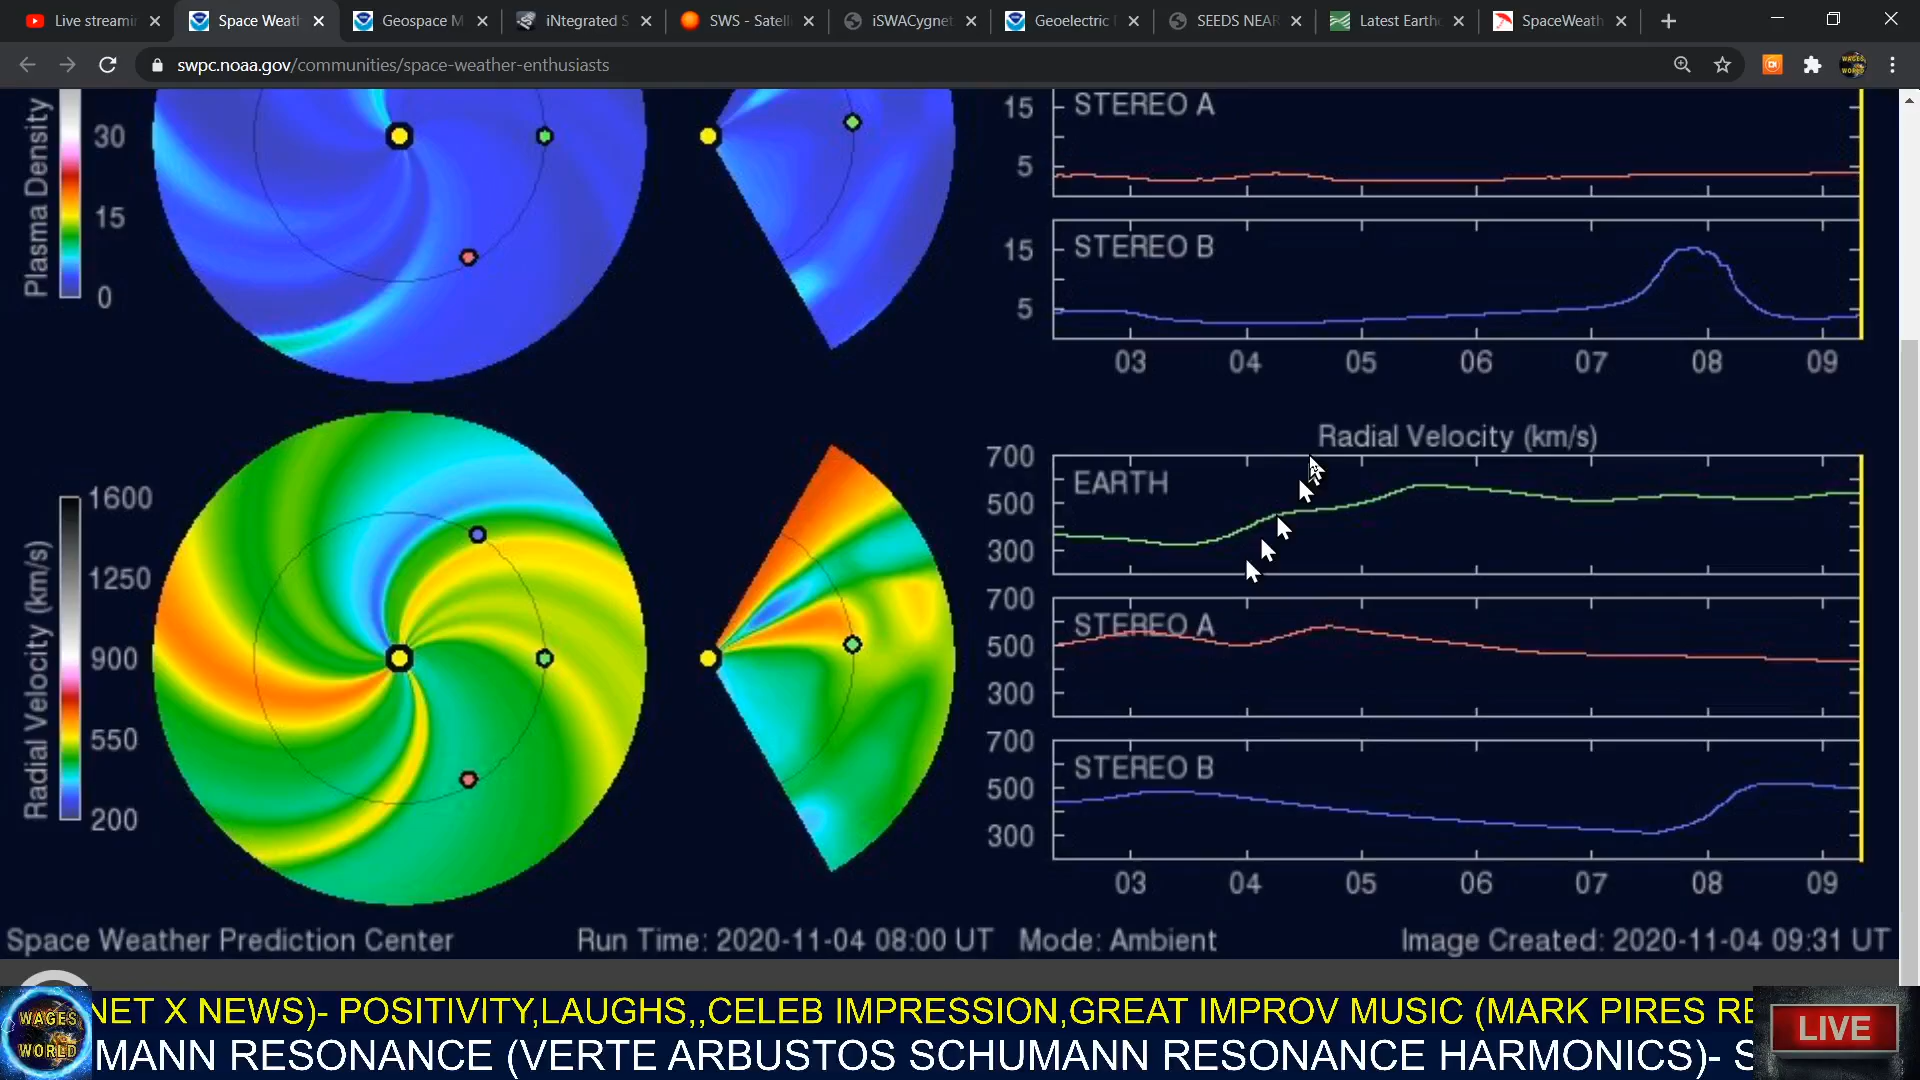 Live streami
Space Weath
Geospace M
iNtegrated S
SWS - Satelli
iSWACygnet
Geoelectric
SEEDS NEAR
Latest Earth
SpaceWeath
swpc.noaa.gov/communities/space-weather-enthusiasts
Plasma Density
30
15
0
15
5
STEREO A
15
5
STEREO B
03 04 05 06 07 08 09
Radial Velocity (km/s)
1600
1250
900
550
200
Radial Velocity (km/s)
700
500
300
EARTH
700
500
300
STEREO A
700
500
300
STEREO B
03 04 05 06 07 08 09
Space Weather Prediction Center Run Time: 2020-11-04 08:00 UT Mode: Ambient Image Created: 2020-11-04 09:31 UT
WAGES
WORLD
NET X NEWS)- POSITIVITY,LAUGHS,,CELEB IMPRESSION,GREAT IMPROV MUSIC (MARK PIRES RE
MANN RESONANCE (VERTE ARBUSTOS SCHUMANN RESONANCE HARMONICS)- S
LIVE